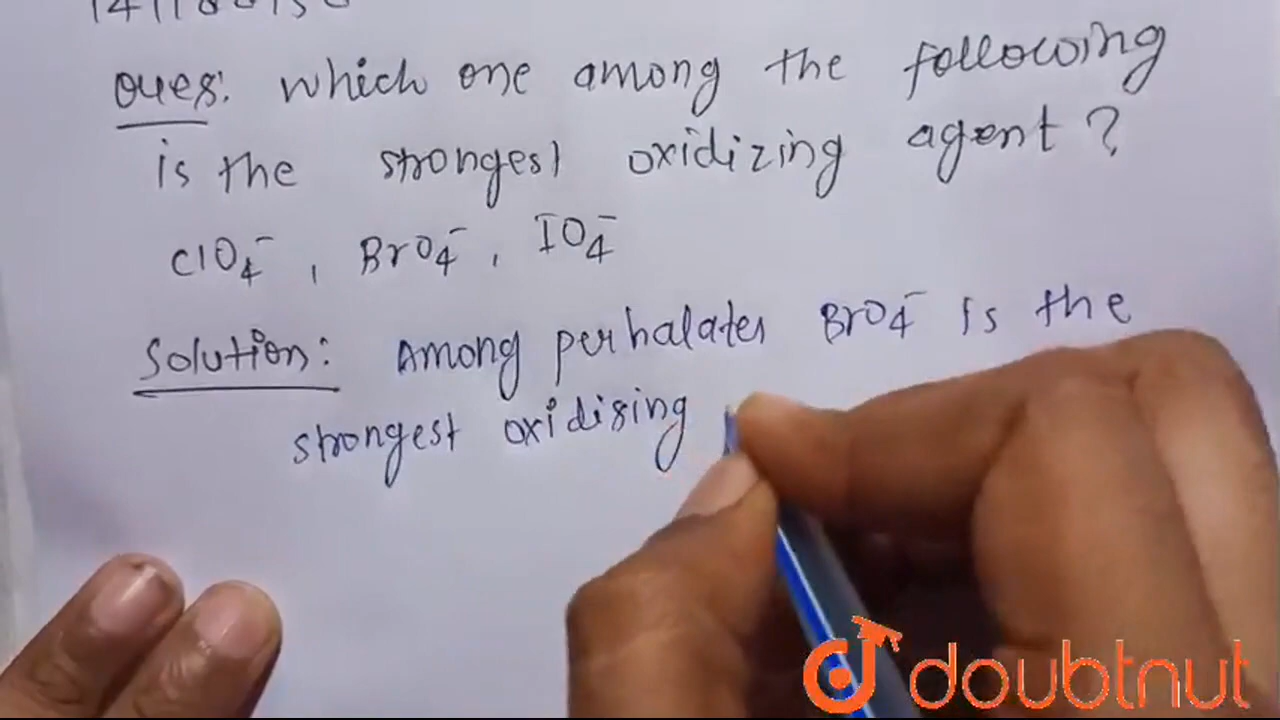 Ques: which one among the following
is the strongest oxidizing agent?
ClO4⁻, BrO4⁻, IO4⁻
Solution: Among perhalates BrO4⁻ is the
strongest oxidising
doubtnut